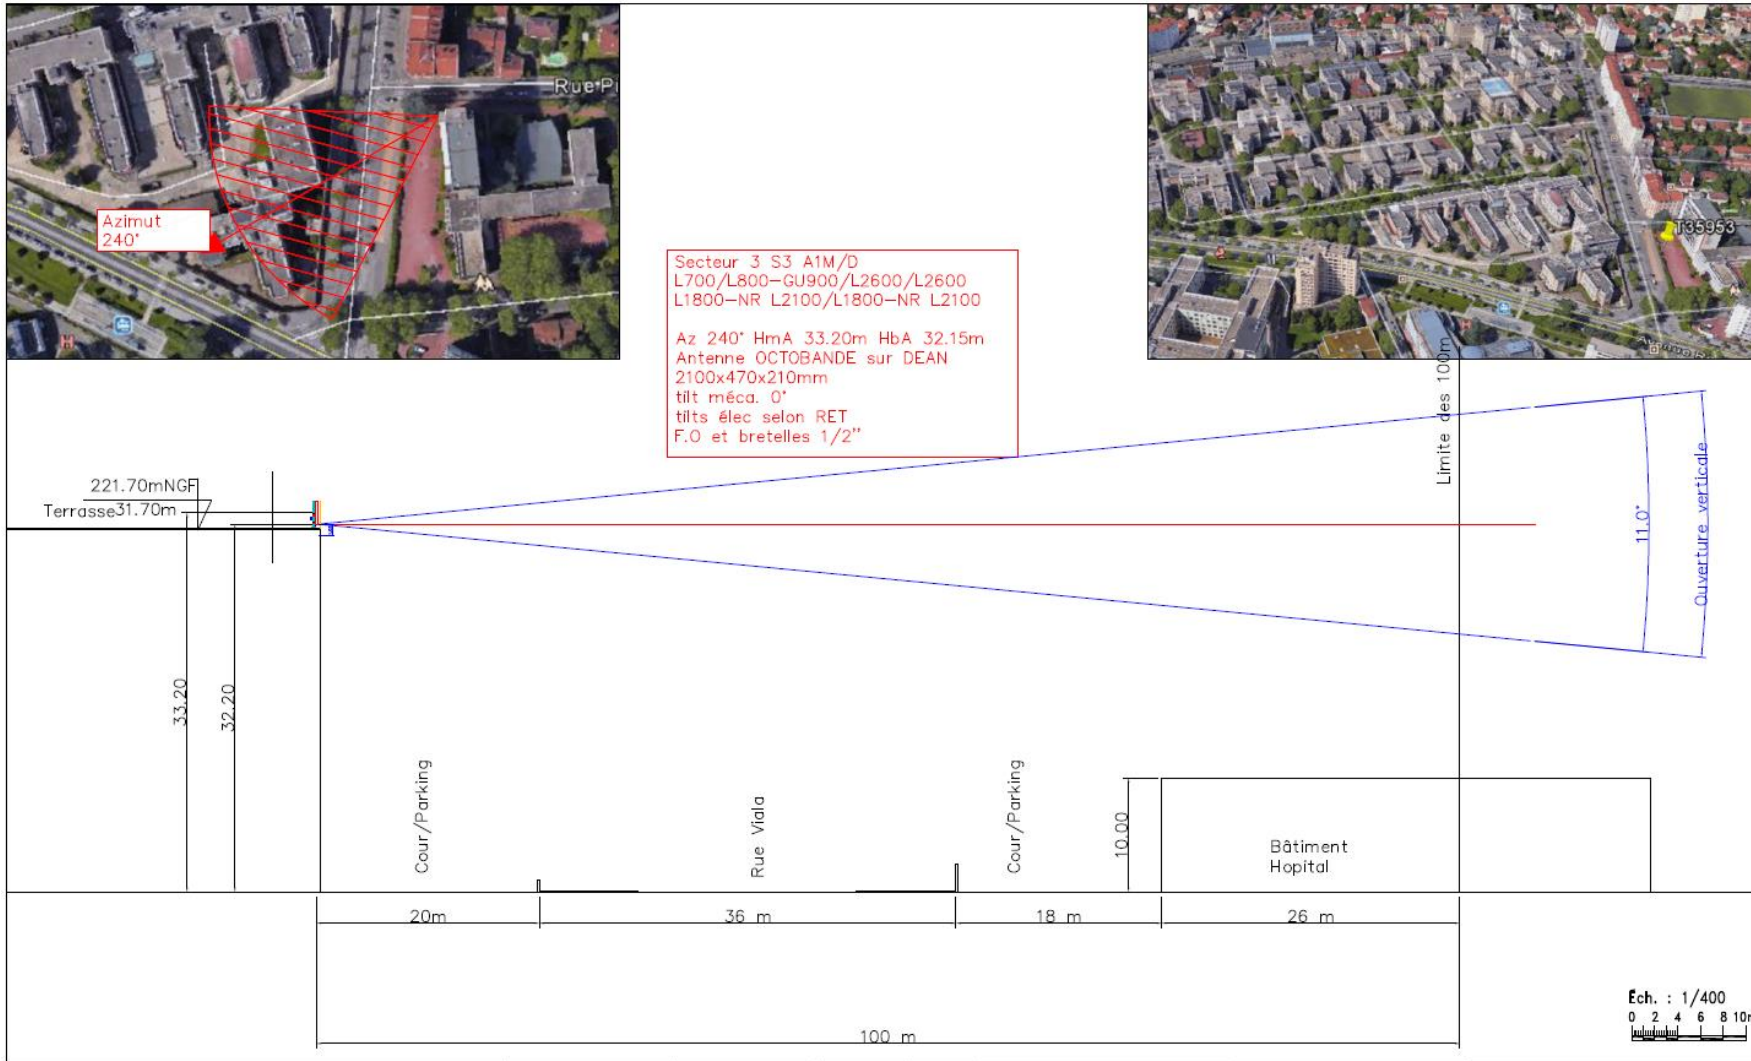 Rue Pi
Azimut
240°
T35953
Secteur 3 S3 A1M/D
L700/L800-GU900/L2600/L2600
L1800-NR L2100/L1800-NR L2100
Az 240° HmA 33.20m HbA 32.15m
Antenne OCTOBANDE sur DEAN
2100x470x210mm
tilt méca. 0°
tilts élec selon RET
F.O et bretelles 1/2"
Limite des 100m
221.70mNGF
Terrasse31.70m
11.0°
Ouverture verticale
33.20
32.20
Cour/Parking
Rue Viala
Cour/Parking
10.00
Bâtiment
Hopital
20m
36 m
18 m
26 m
100 m
Éch. : 1/400
0 2 4 6 8 10m